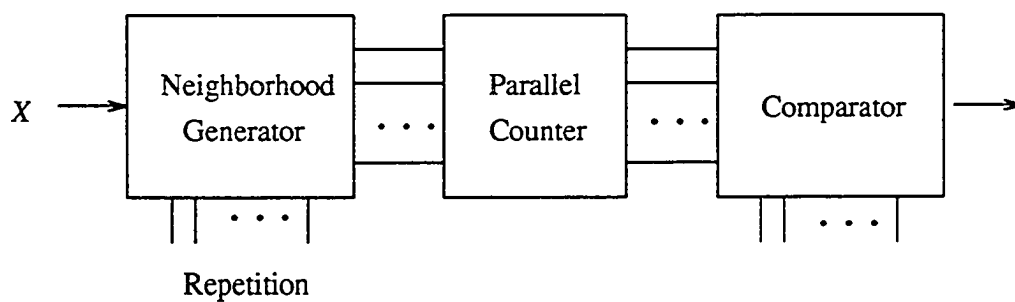 X
Neighborhood
Generator
Parallel
Counter
Comparator
Repetition